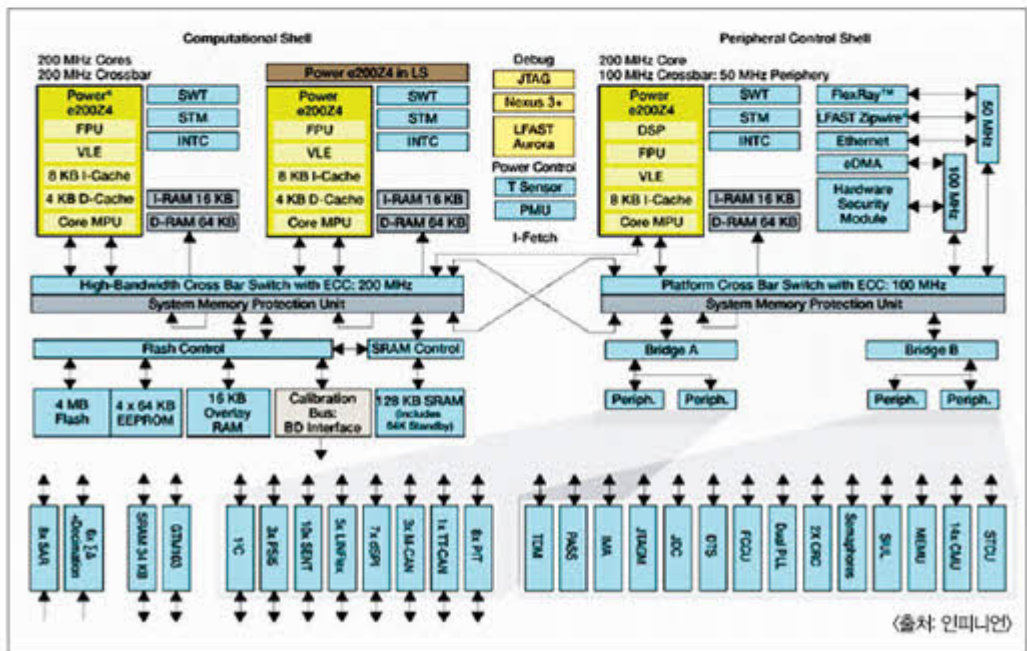 Computational Shell
Peripheral Control Shell
200 MHz Cores
200 MHz Crossbar
Power e200Z4 in LS
Debug
200 MHz Core
100 MHz Crossbar: 50 MHz Periphery
Power®
e200Z4
FPU
VLE
8 KB I-Cache
4 KB D-Cache
Core MPU
SWT
STM
INTC
I-RAM 16 KB
D-RAM 64 KB
Power
e200Z4
FPU
VLE
8 KB I-Cache
4 KB D-Cache
Core MPU
SWT
STM
INTC
I-RAM 16 KB
D-RAM 64 KB
JTAG
Nexus 3+
LFAST
Aurora
Power Control
T Sensor
PMU
I-Fetch
Power
e200Z4
DSP
FPU
VLE
8 KB I-Cache
Core MPU
SWT
STM
INTC
I-RAM 16 KB
D-RAM 64 KB
FlexRay™
LFAST Zipwire
Ethernet
eDMA
Hardware
Security
Module
50 MHz
100 MHz
High-Bandwidth Cross Bar Switch with ECC: 200 MHz
System Memory Protection Unit
Platform Cross Bar Switch with ECC: 100 MHz
System Memory Protection Unit
Flash Control
SRAM Control
Bridge A
Bridge B
4 MB
Flash
4 x 64 KB
EEPROM
16 KB
Overlay
RAM
Calibration
Bus:
BD Interface
128 KB SRAM
(Includes
64K Standby)
Periph.
Periph.
Periph.
Periph.
8x SAR
6x ΣΔ
+Decimation
SRAM 34 KB
GTM103
I²C
3x PSI5
10x SENT
5x LINFlex
7x dSPI
3x M-CAN
1x TT-CAN
8x PIT
TDM
PASS
IMA
JTAGM
JDC
DTS
FCCU
Dual PLL
2X CRC
Semaphores
SIUL
MEMU
14x CMU
STCU
〈출처: 인피니언〉